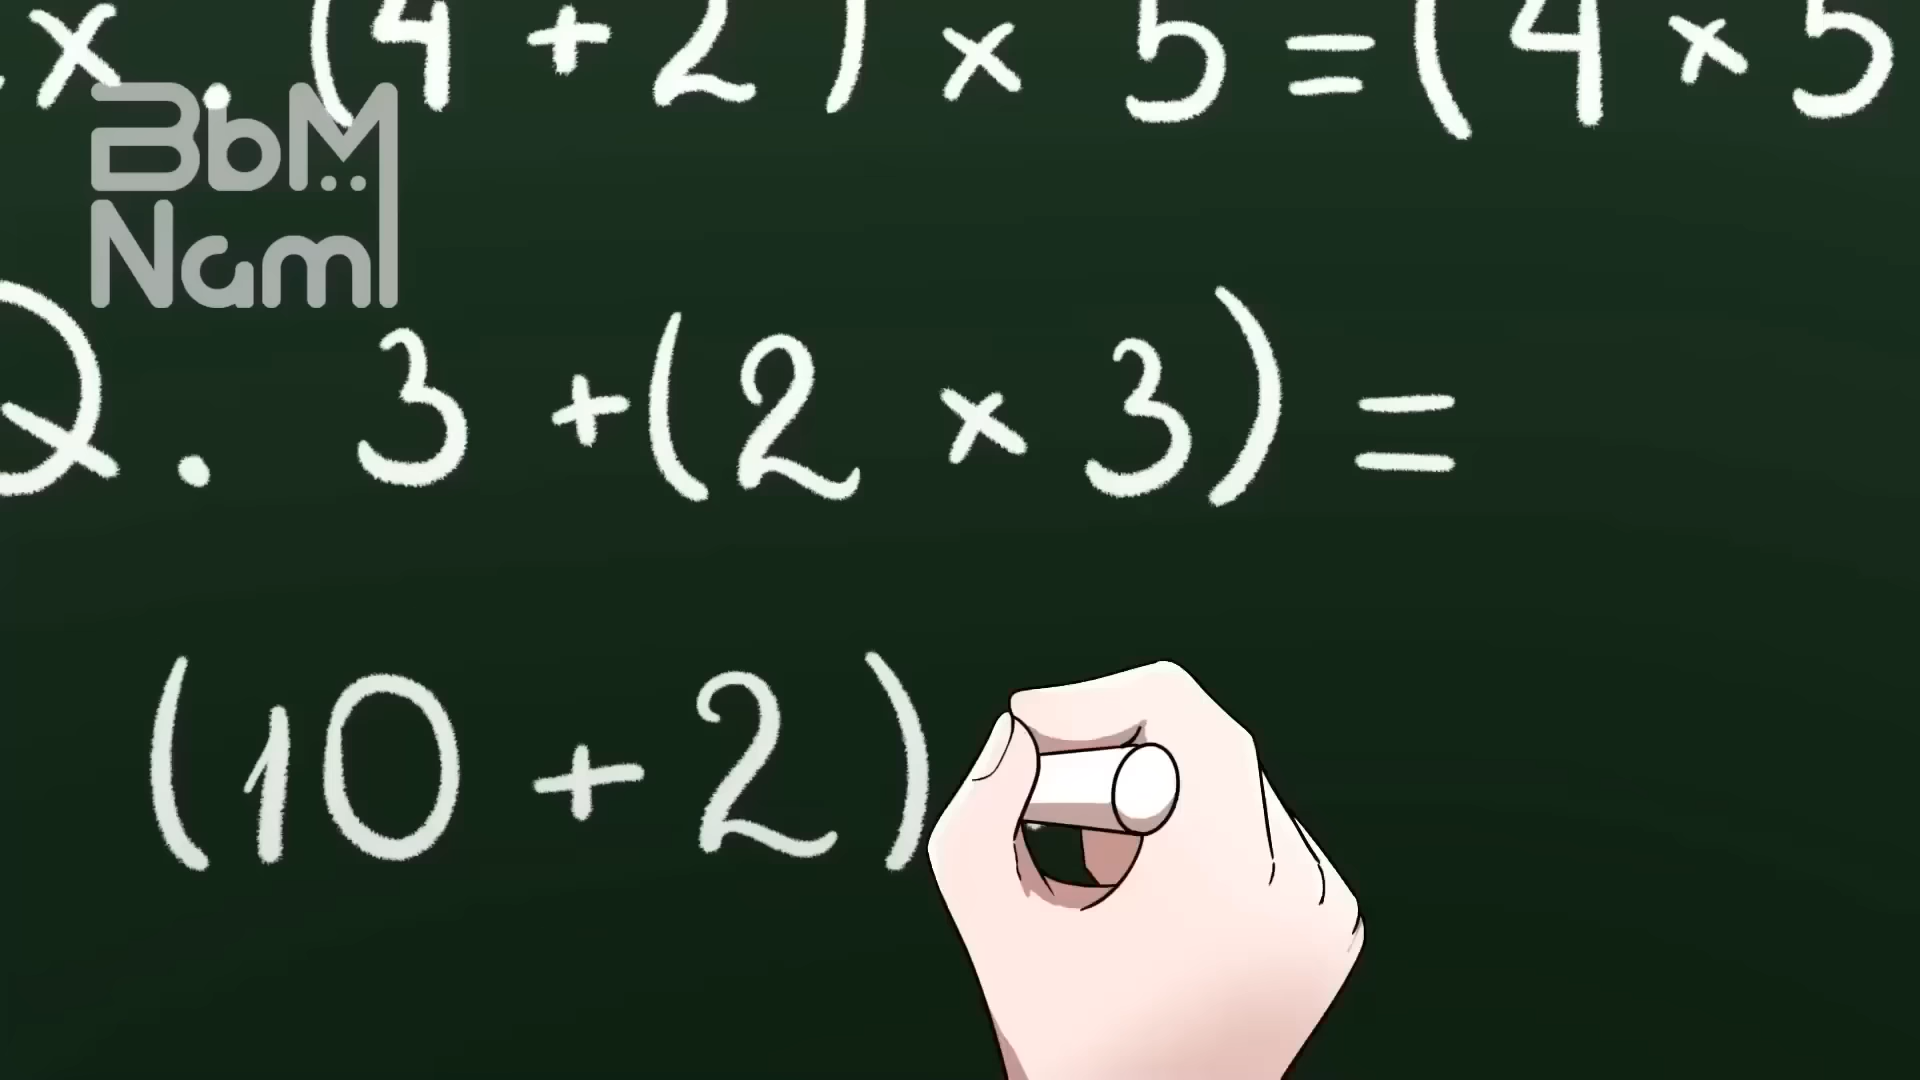 x. (4 + 2) × 5 = (4 × 5
BbM
Naml
Q. 3 + (2 × 3) =
(10 + 2)